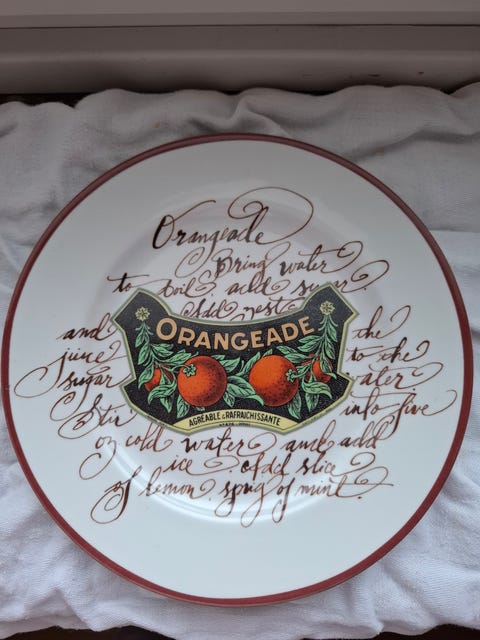 Orangeade
Bring water
to boil, add sugar.
Add zest
and the
juice to the
sugar ater.
Stir into five
oz cold water and add
ice. Add slice
of lemon, sprig of mint.
ORANGEADE
AGRÉABLE & RAFRAICHISSANTE